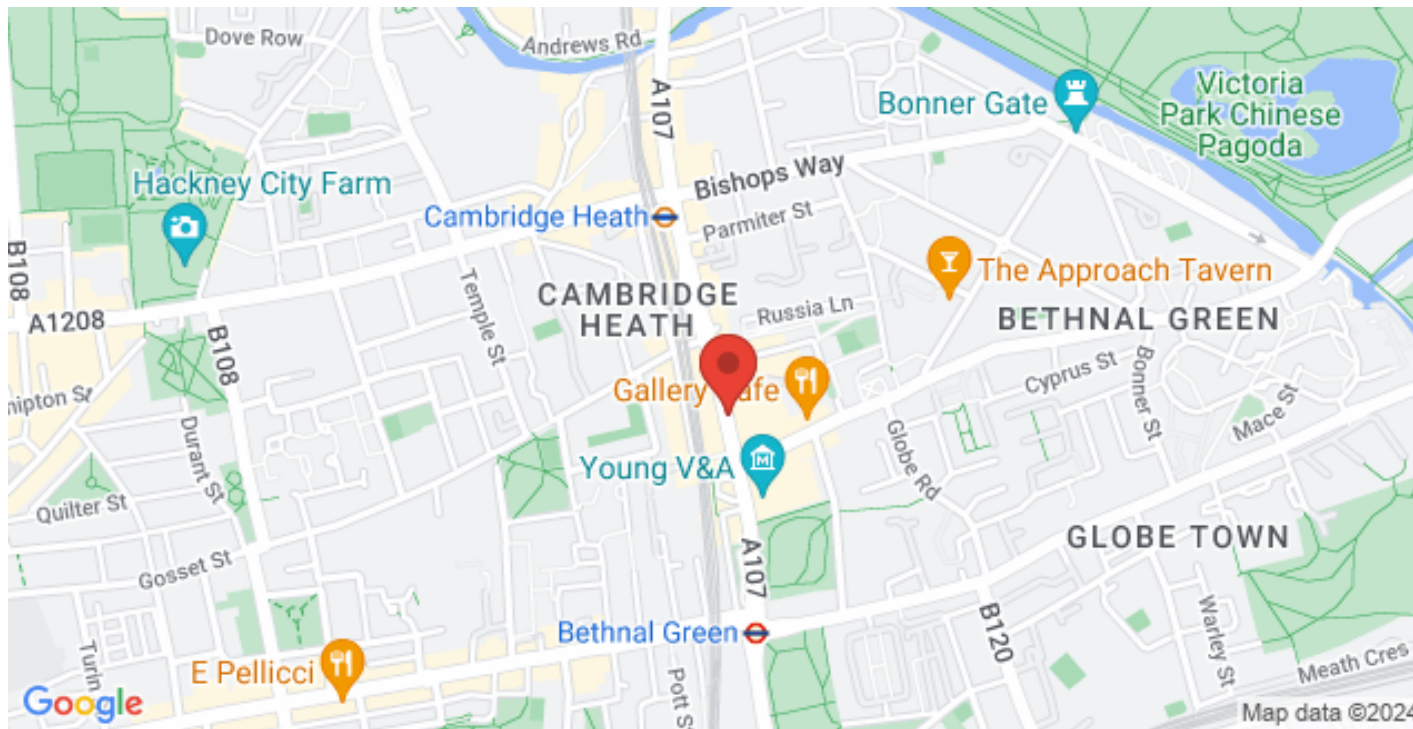 Dove Row
Andrews Rd
A107
Bonner Gate
Victoria
Park Chinese
Pagoda
Hackney City Farm
Bishops Way
Cambridge Heath
Parmiter St
B108
A1208
Temple St
CAMBRIDGE
HEATH
The Approach Tavern
Russia Ln
BETHNAL GREEN
B108
Gallery
Cyprus St
Bonner St
Mace St
Durant St
Young V&A
Globe Rd
Quilter St
Gosset St
GLOBE TOWN
A107
Bethnal Green
B120
Warley St
Turin
E Pellicci
Pott
Meath Cres
Google
Map data ©2024